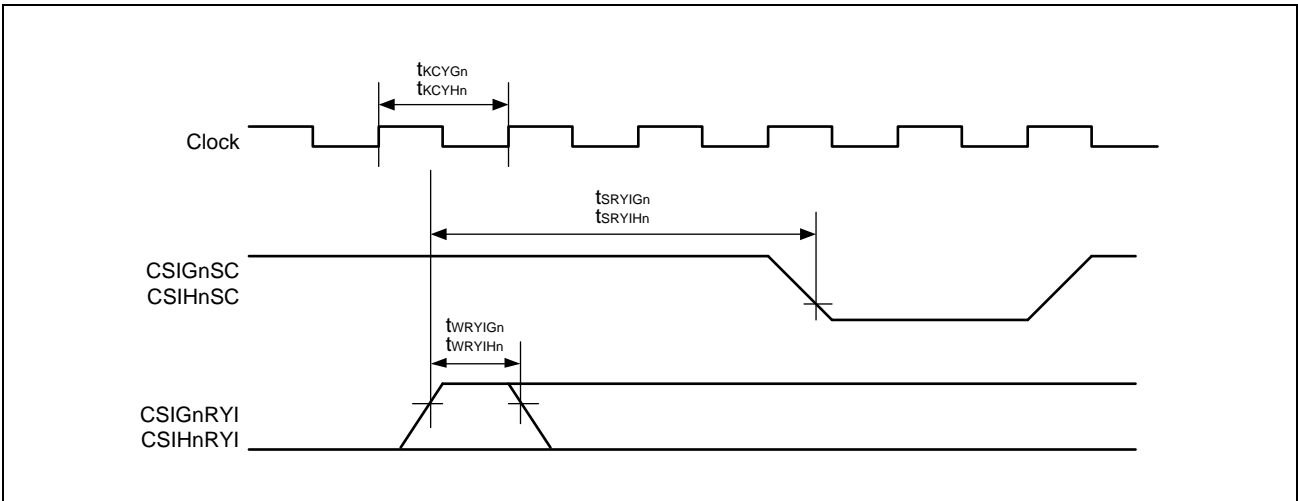 tKCYGn
tKCYHn
Clock
tSRYIGn
tSRYIHn
CSIGnSC
CSIHnSC
tWRYIGn
tWRYIHn
CSIGnRYI
CSIHnRYI